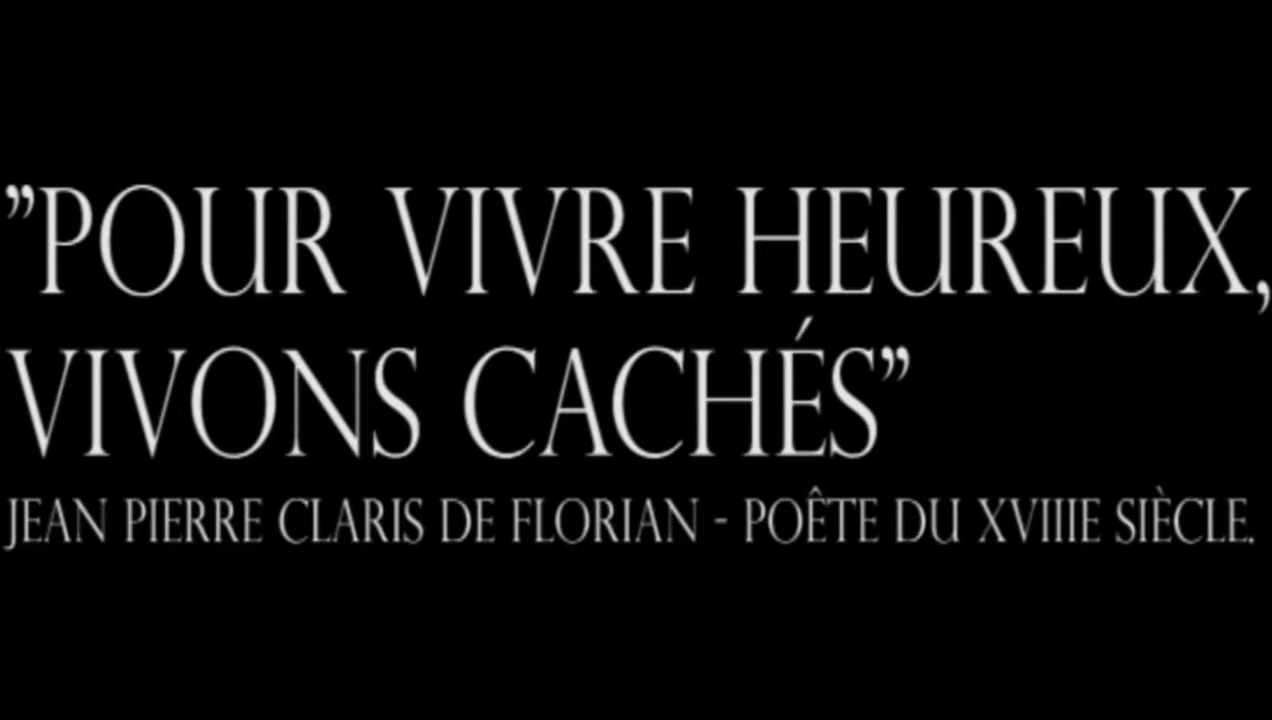 ”POUR VIVRE HEUREUX,
VIVONS CACHÉS”
JEAN PIERRE CLARIS DE FLORIAN - POÊTE DU XVIIIE SIÈCLE.